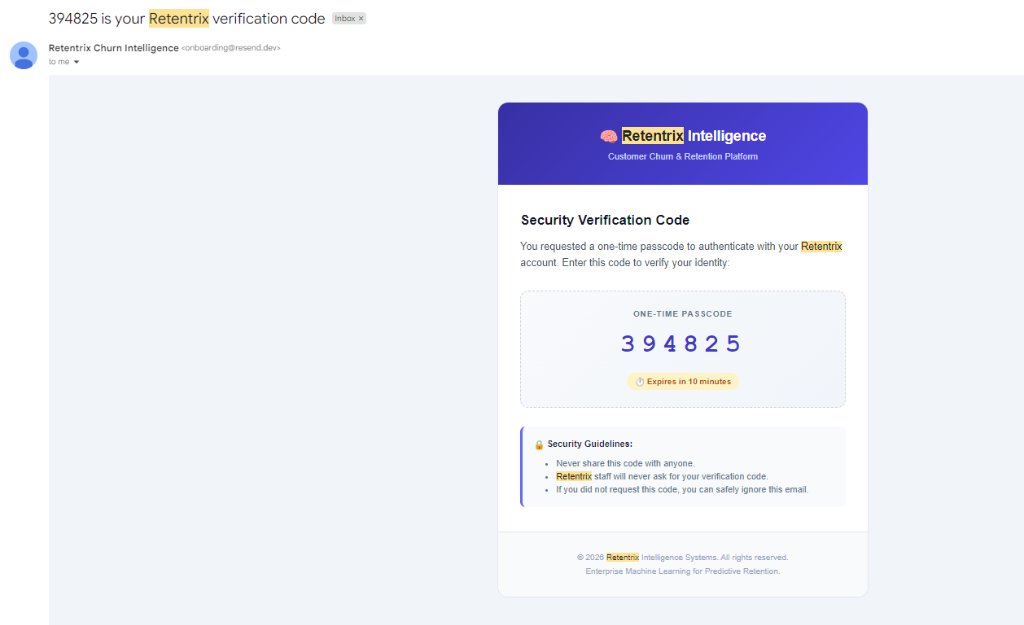 394825 is your Retentrix verification code inbox ×
Retentrix Churn Intelligence <onboarding@resend.dev>
to me
🧠 Retentrix Intelligence
Customer Churn & Retention Platform
Security Verification Code
You requested a one-time passcode to authenticate with your Retentrix
account. Enter this code to verify your identity:
ONE-TIME PASSCODE
394825
⏱️ Expires in 10 minutes
🔒 Security Guidelines:
• Never share this code with anyone.
• Retentrix staff will never ask for your verification code.
• If you did not request this code, you can safely ignore this email.
© 2026 Retentrix Intelligence Systems. All rights reserved.
Enterprise Machine Learning for Predictive Retention.